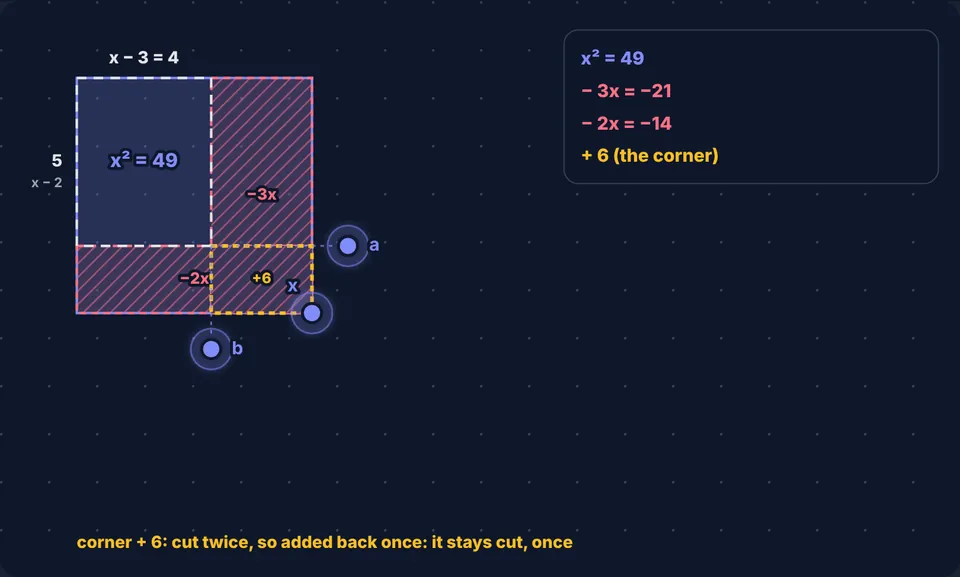 x − 3 = 4
5
x − 2
x² = 49
−3x
−2x
+6
x
a
b
x² = 49
− 3x = −21
− 2x = −14
+ 6 (the corner)
corner + 6: cut twice, so added back once: it stays cut, once